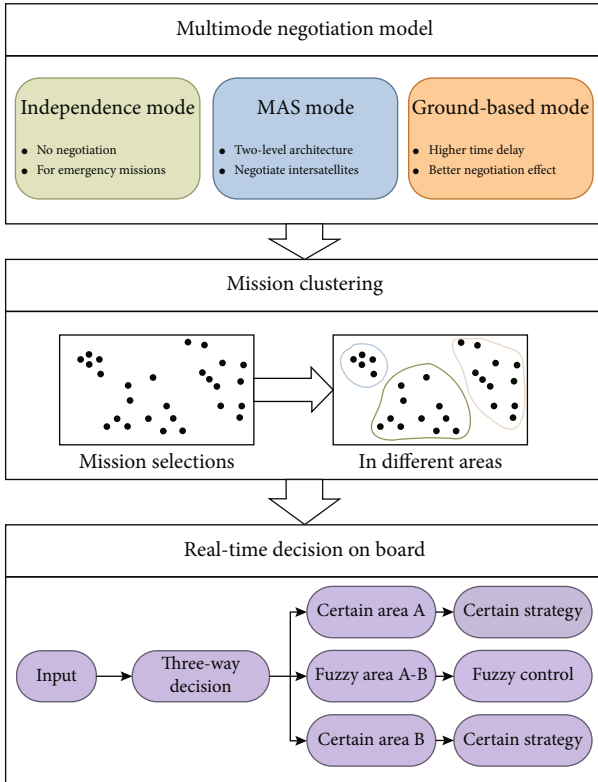 Multimode negotiation model
Independence mode
• No negotiation
• For emergency missions
MAS mode
• Two-level architecture
• Negotiate intersatellites
Ground-based mode
• Higher time delay
• Better negotiation effect
Mission clustering
Mission selections
In different areas
Real-time decision on board
Input
Three-way
decision
Certain area A
Certain strategy
Fuzzy area A-B
Fuzzy control
Certain area B
Certain strategy